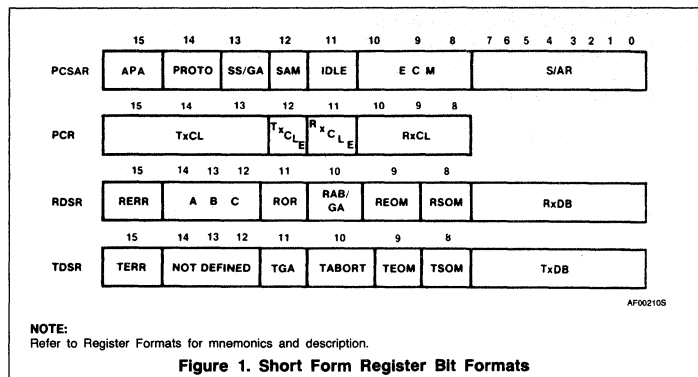 15 14 13 12 11 10 9 8 7 6 5 4 3 2 1 0
PCSAR APA PROTO SS/GA SAM IDLE E C M S/AR
15 14 13 12 11 10 9 8
PCR TxCL TxCLE RxCLE RxCL
15 14 13 12 11 10 9 8
RDSR RERR A B C ROR RAB/GA REOM RSOM RxDB
15 14 13 12 11 10 9 8
TDSR TERR NOT DEFINED TGA TABORT TEOM TSOM TxDB
AF00210S
NOTE:
Refer to Register Formats for mnemonics and description.
Figure 1. Short Form Register Bit Formats